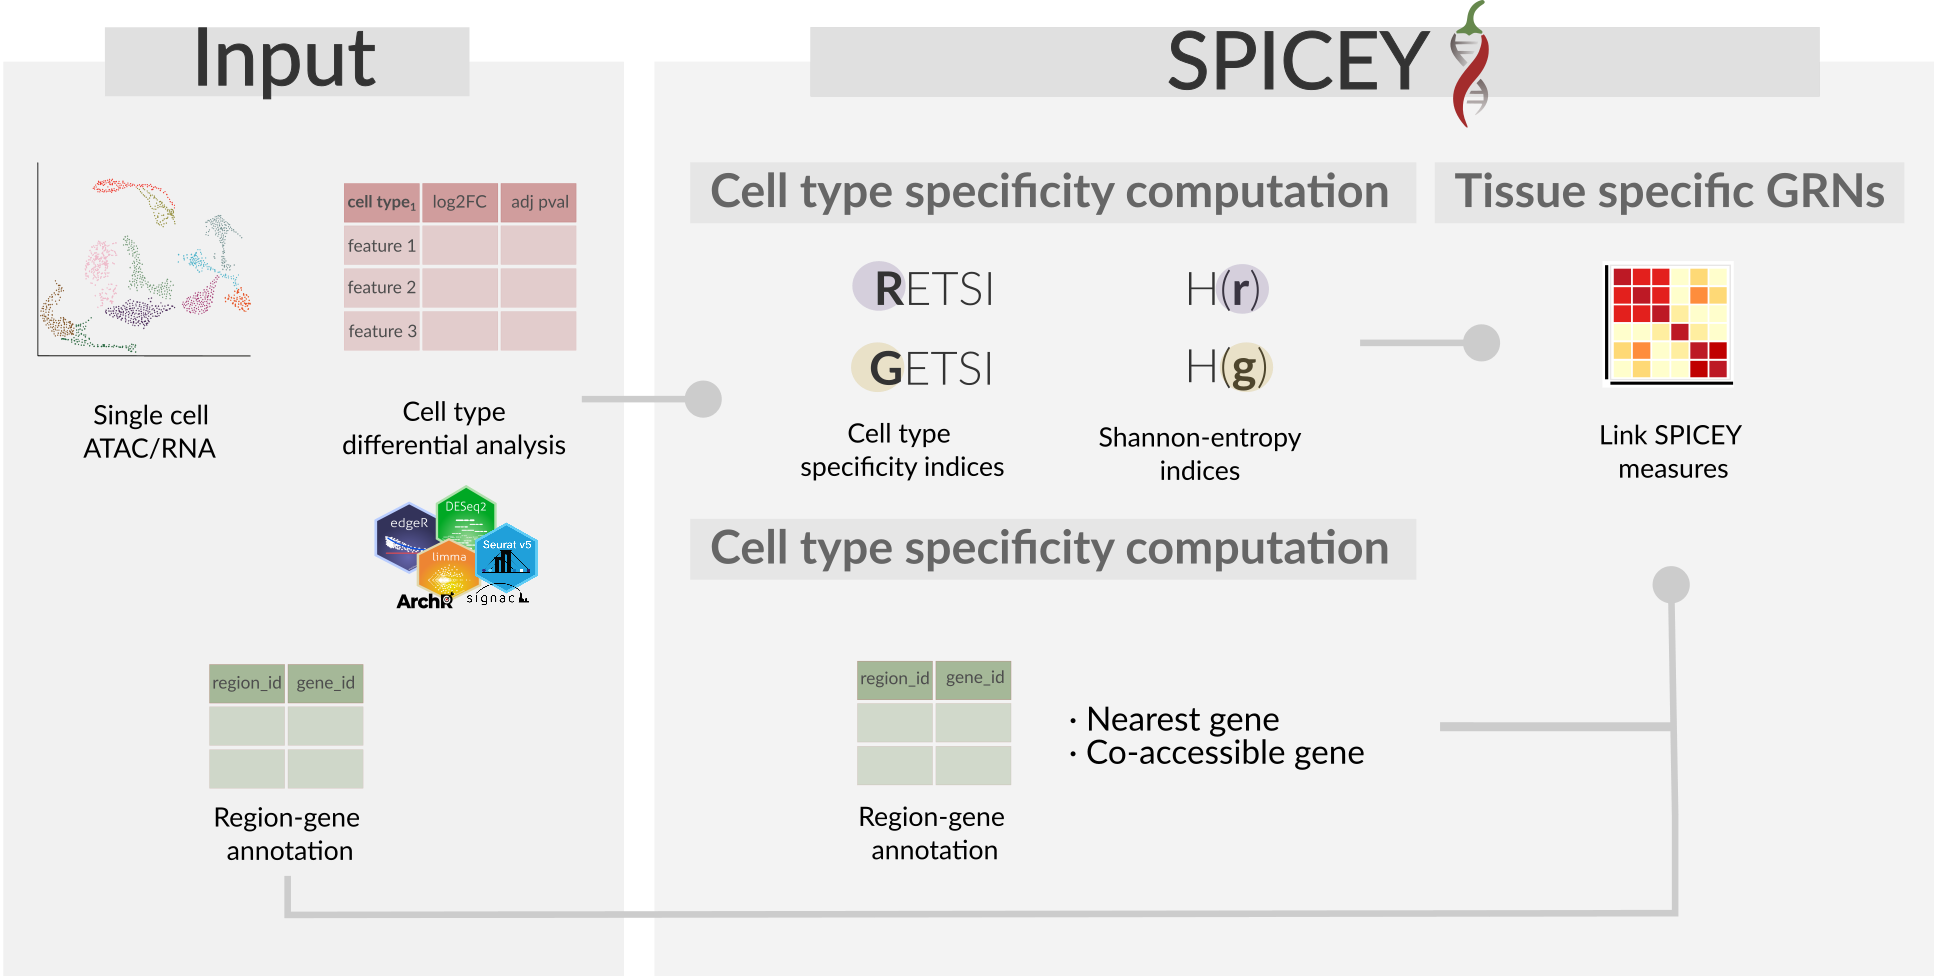 Input
cell type1 log2FC adj pval
feature 1
feature 2
feature 3
Single cell
ATAC/RNA
Cell type
differential analysis
edgeR
DESeq2
limma
Seurat v5
ArchR
signac
region_id gene_id
Region-gene
annotation
SPICEY
Cell type specificity computation
RETSI
H(r)
GETSI
H(g)
Cell type
specificity indices
Shannon-entropy
indices
Tissue specific GRNs
Link SPICEY
measures
Cell type specificity computation
region_id gene_id
Region-gene
annotation
· Nearest gene
· Co-accessible gene